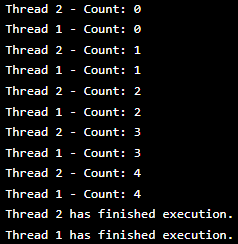 Thread 2 - Count: 0
Thread 1 - Count: 0
Thread 2 - Count: 1
Thread 1 - Count: 1
Thread 2 - Count: 2
Thread 1 - Count: 2
Thread 2 - Count: 3
Thread 1 - Count: 3
Thread 2 - Count: 4
Thread 1 - Count: 4
Thread 2 has finished execution.
Thread 1 has finished execution.